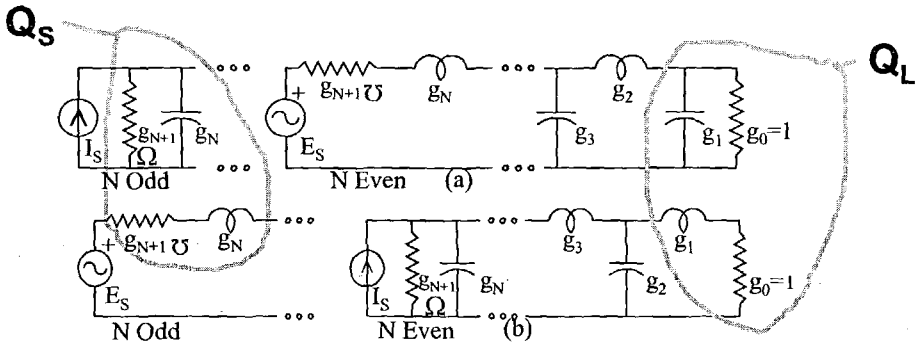 Q_S
Q_L
I_S g_{N+1} Ω g_N
E_S g_{N+1} ℧ g_N
g_3 g_2 g_1 g_0=1
N Odd
N Even (a)
E_S g_{N+1} ℧ g_N
I_S g_{N+1} Ω g_N
g_3 g_2 g_1 g_0=1
N Odd
N Even (b)